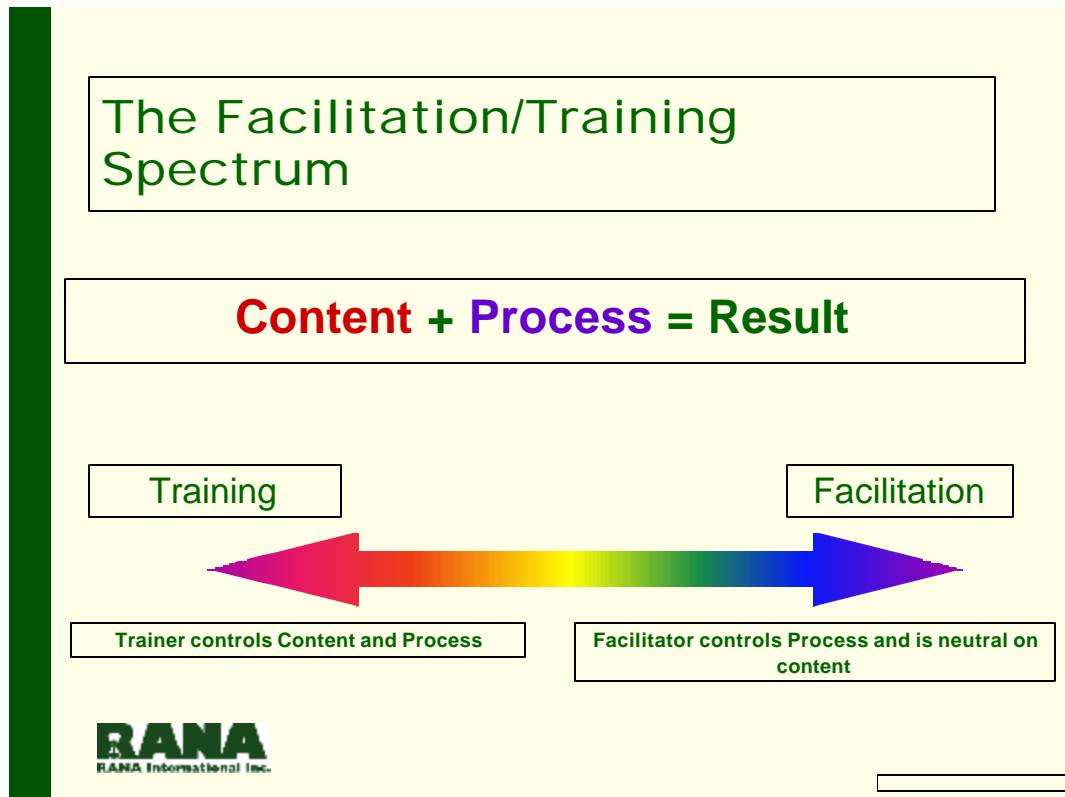 The Facilitation/Training
Spectrum
Content + Process = Result
Training
Facilitation
Trainer controls Content and Process
Facilitator controls Process and is neutral on
content
RANA
RANA International Inc.